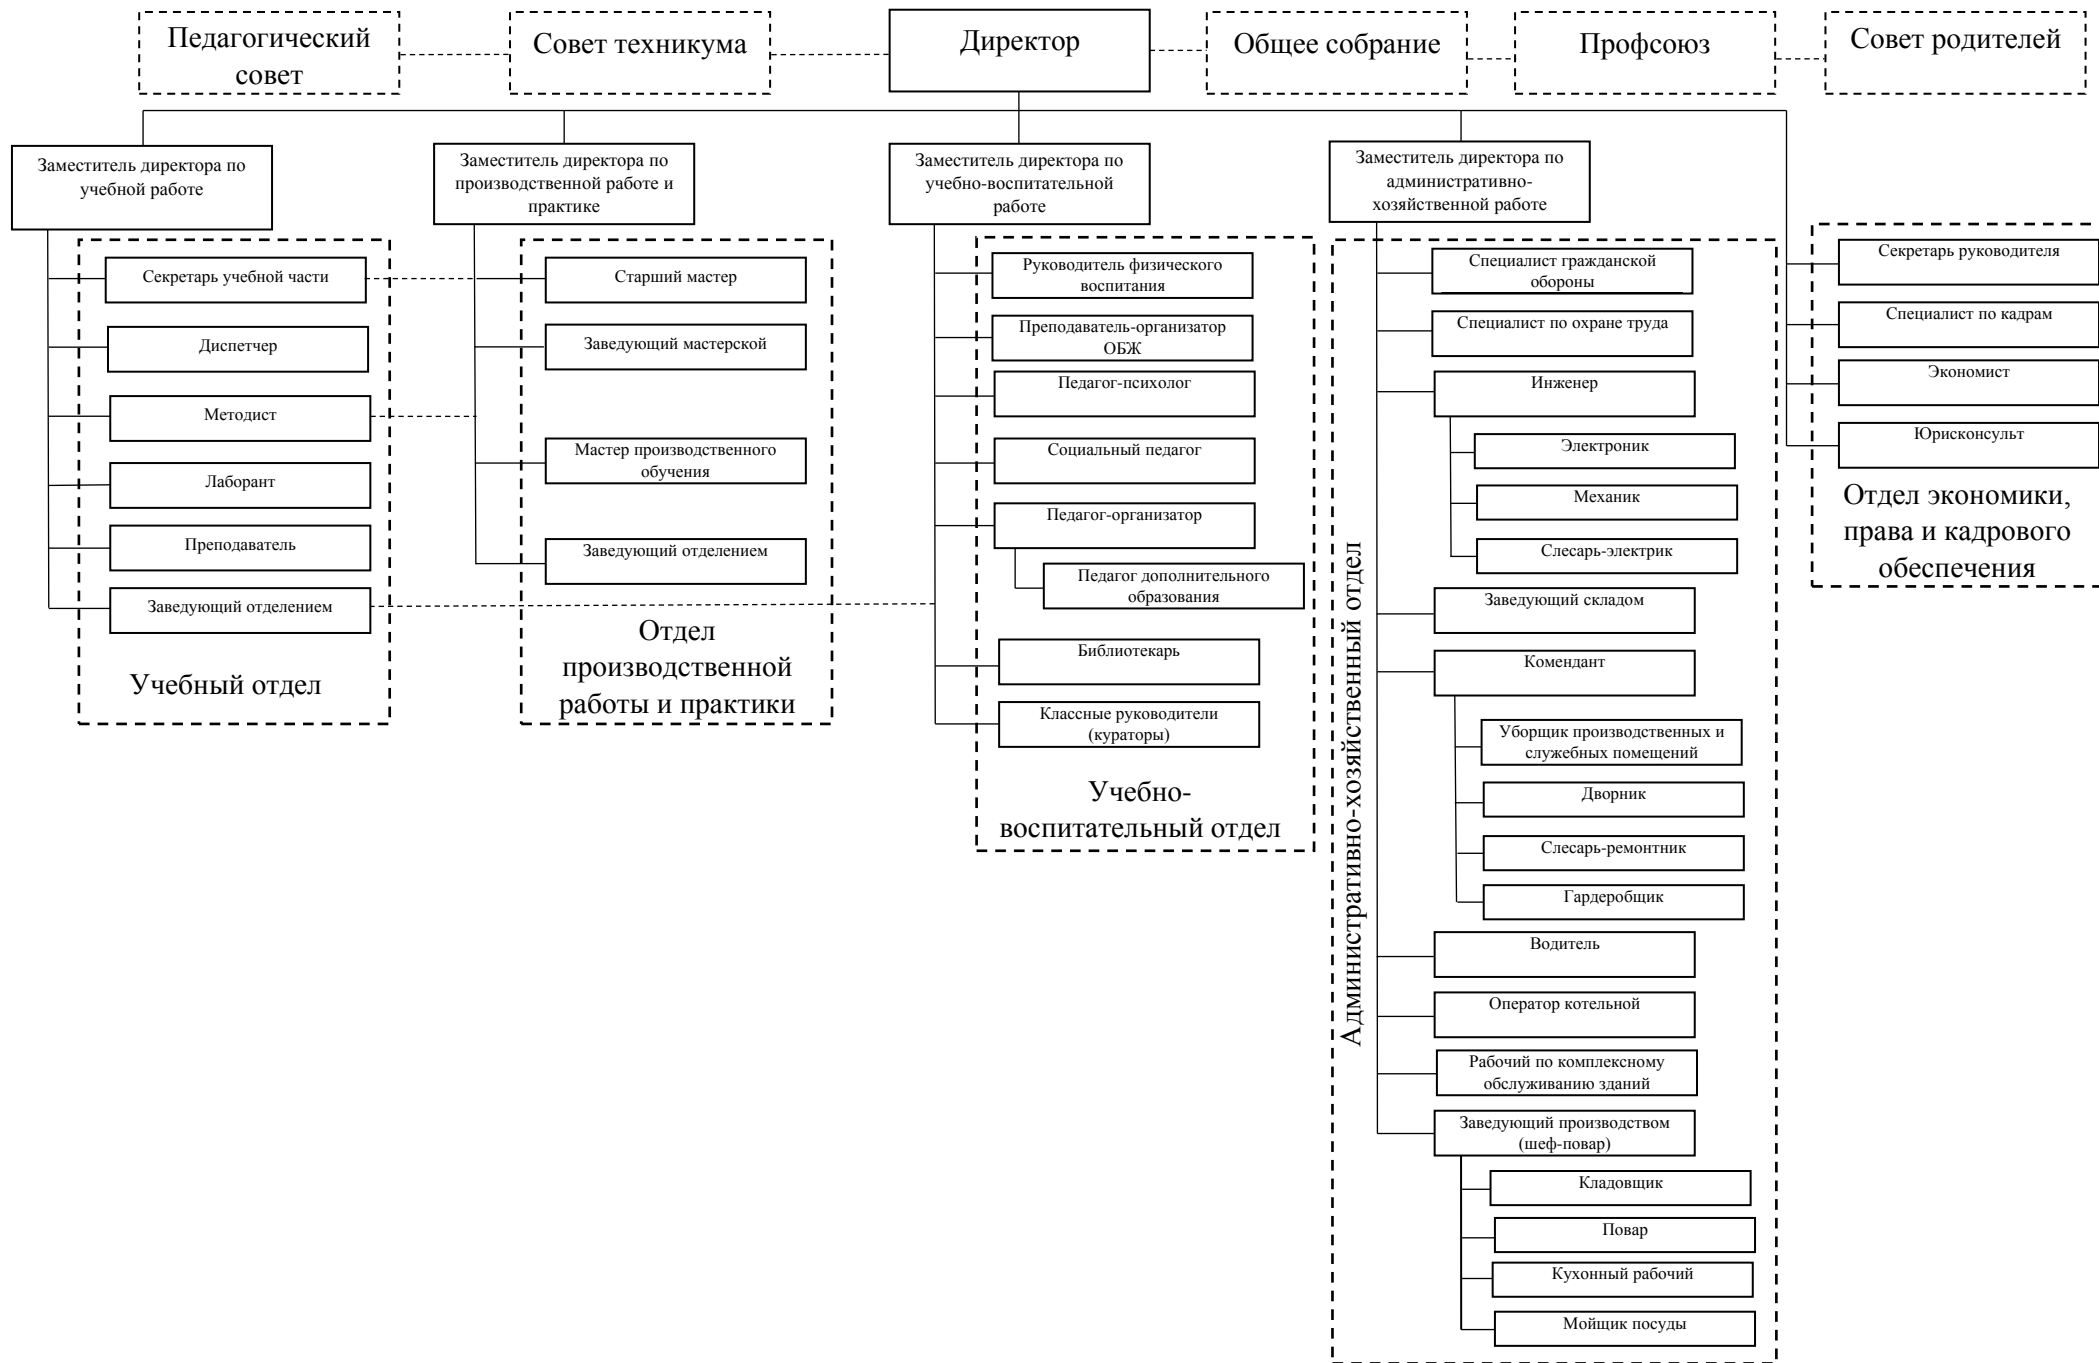 Педагогический
совет
Совет техникума
Директор
Общее собрание
Профсоюз
Совет родителей
Заместитель директора по
учебной работе
Заместитель директора по
производственной работе и
практике
Заместитель директора по
учебно-воспитательной
работе
Заместитель директора по
административно-
хозяйственной работе
Секретарь учебной части
Диспетчер
Методист
Лаборант
Преподаватель
Заведующий отделением
Учебный отдел
Старший мастер
Заведующий мастерской
Мастер производственного
обучения
Заведующий отделением
Отдел
производственной
работы и практики
Руководитель физического
воспитания
Преподаватель-организатор
ОБЖ
Педагог-психолог
Социальный педагог
Педагог-организатор
Педагог дополнительного
образования
Библиотекарь
Классные руководители
(кураторы)
Учебно-
воспитательный отдел
Административно-хозяйственный отдел
Специалист гражданской
обороны
Специалист по охране труда
Инженер
Электроник
Механик
Слесарь-электрик
Заведующий складом
Комендант
Уборщик производственных и
служебных помещений
Дворник
Слесарь-ремонтник
Гардеробщик
Водитель
Оператор котельной
Рабочий по комплексному
обслуживанию зданий
Заведующий производством
(шеф-повар)
Кладовщик
Повар
Кухонный рабочий
Мойщик посуды
Секретарь руководителя
Специалист по кадрам
Экономист
Юрисконсульт
Отдел экономики,
права и кадрового
обеспечения